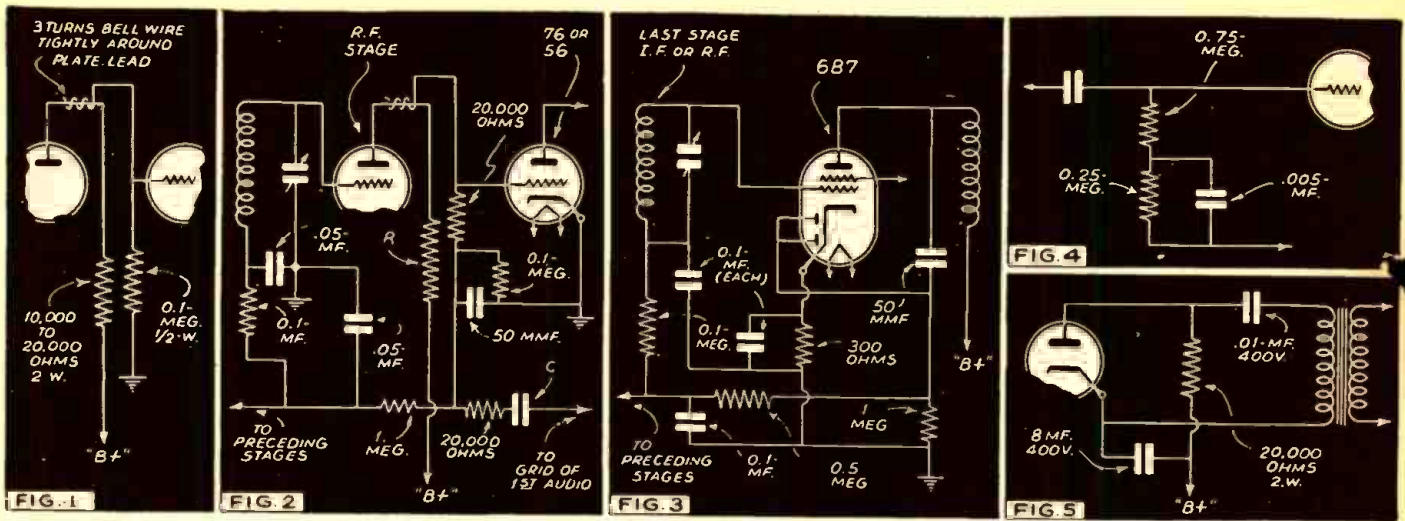 3 TURNS BELL WIRE
TIGHTLY AROUND
PLATE LEAD
10,000
TO
20,000
OHMS
2 W.
0.1-
MEG.
1/2-W.
"B+"
FIG. 1
R.F.
STAGE
76 OR
56
20,000
OHMS
.05-
MF.
R
0.1-
MEG.
0.1-
MF.
.05-
MF.
50 MMF.
C
TO
PRECEDING
STAGES
1
MEG.
20,000
OHMS
TO
GRID OF
1ST AUDIO
"B+"
FIG. 2
LAST STAGE
I.F. OR R.F.
6B7
0.1-
MF.
(EACH)
0.1-
MEG.
50
MMF
300
OHMS
"B+"
1
MEG
TO
PRECEDING
STAGES
0.1-
MF.
0.5
MEG
FIG. 3
0.75-
MEG.
0.25-
MEG.
.005-
MF.
FIG. 4
.01-MF.
400V.
8 MF.
400V.
20,000
OHMS
2.W.
"B+"
FIG. 5